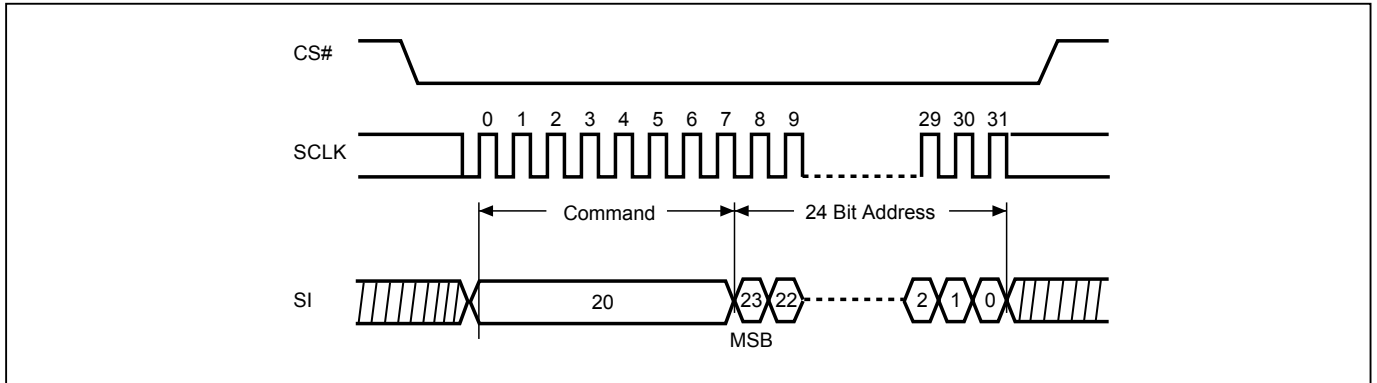 CS#
0 1 2 3 4 5 6 7 8 9 29 30 31
SCLK
Command 24 Bit Address
SI 20 23 22 2 1 0
MSB